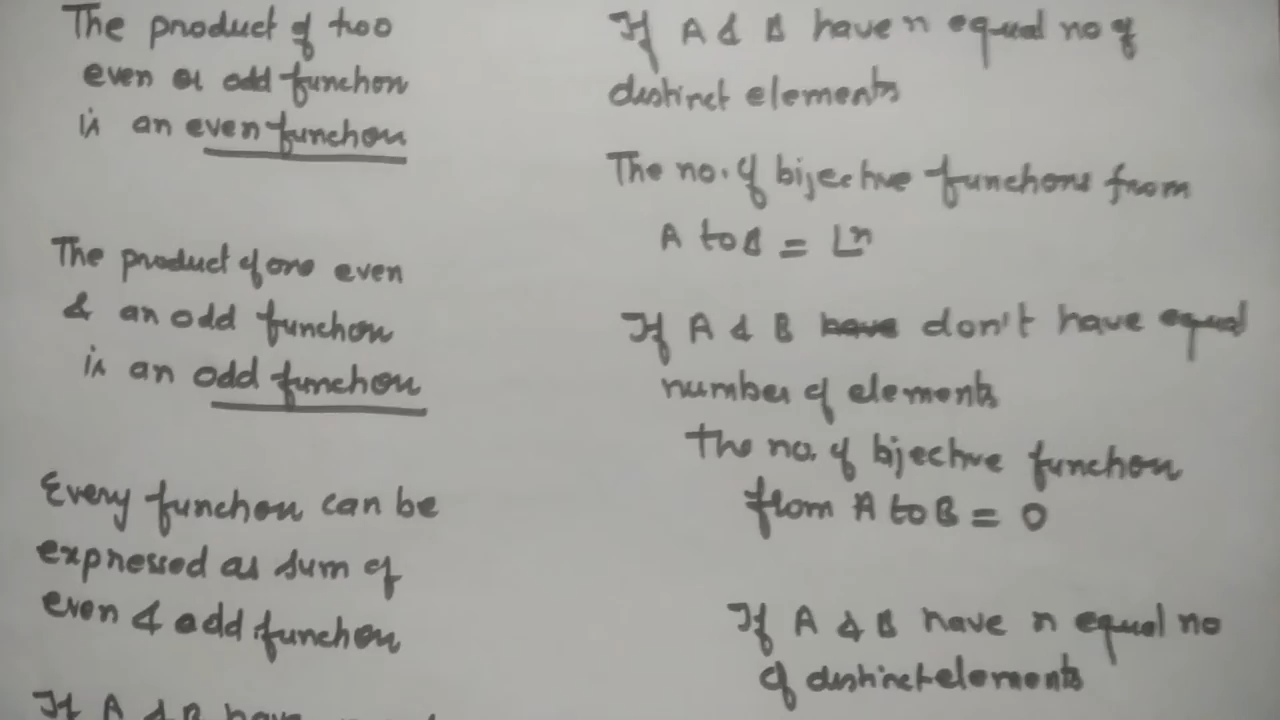 The product of two
even or odd function
is an even function
The product of one even
& an odd function
is an odd function
Every function can be
expressed as sum of
even & odd function
If A & B have
If A & B have n equal no of
distinct elements
The no. of bijective functions from
A to B = ⌊n
If A & B have don't have equal
number of elements
the no. of bijective function
from A to B = 0
If A & B have n equal no
of distinct elements